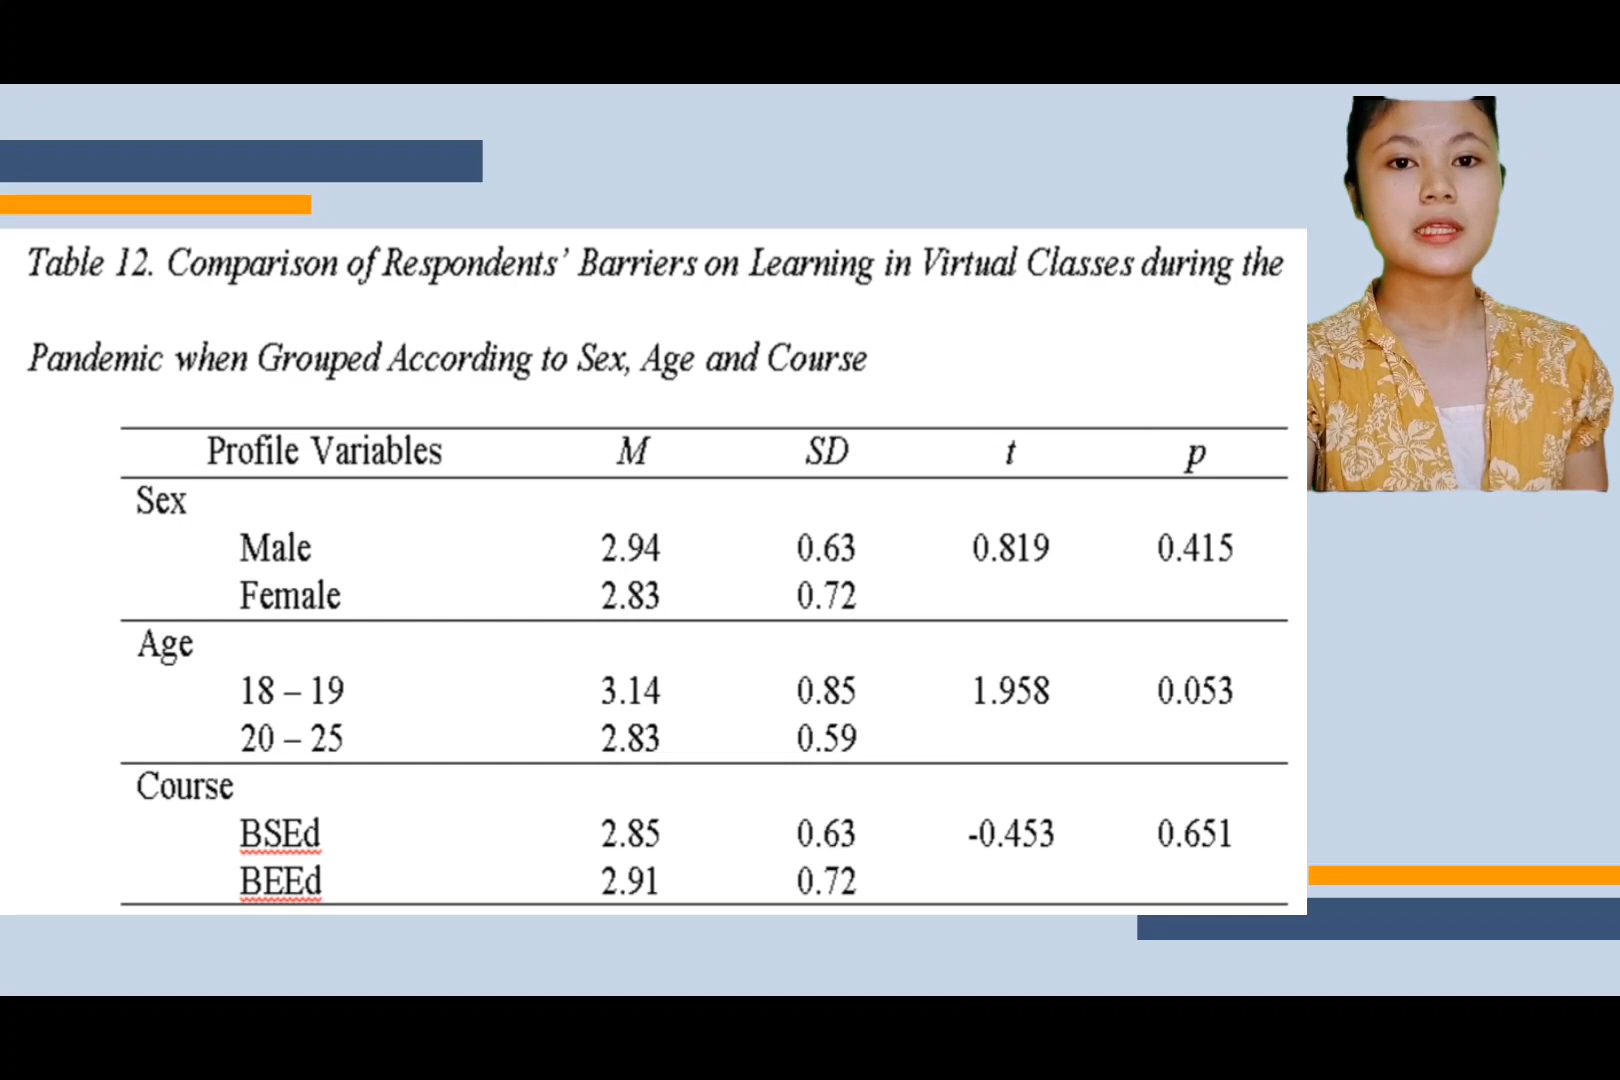 Table 12. Comparison of Respondents' Barriers on Learning in Virtual Classes during the
Pandemic when Grouped According to Sex, Age and Course
Profile Variables M SD t p
Sex
Male 2.94 0.63 0.819 0.415
Female 2.83 0.72
Age
18 – 19 3.14 0.85 1.958 0.053
20 – 25 2.83 0.59
Course
BSEd 2.85 0.63 -0.453 0.651
BEEd 2.91 0.72